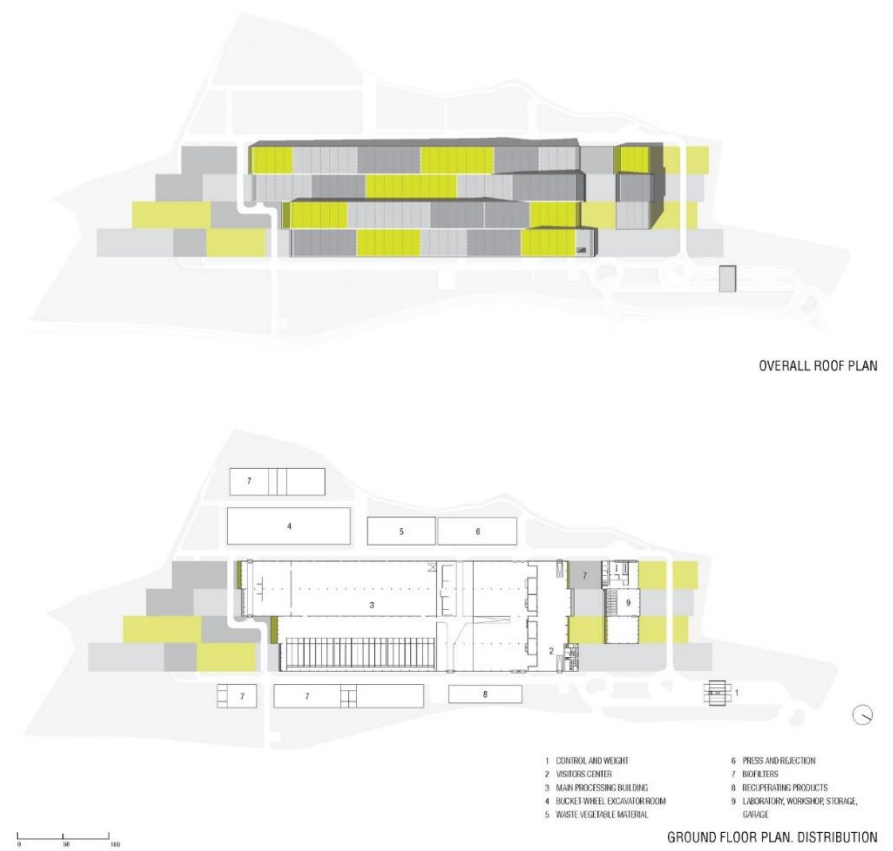 OVERALL ROOF PLAN
7
4
5
6
7
3
9
2
7
7
8
1
1 CONTROL AND WEIGHT
2 VISITORS CENTER
3 MAIN PROCESSING BUILDING
4 BUCKET-WHEEL EXCAVATOR ROOM
5 WASTE VEGETABLE MATERIAL
6 PRESS AND REJECTION
7 BIOFILTERS
8 RECUPERATING PRODUCTS
9 LABORATORY, WORKSHOP, STORAGE,
GARAGE
GROUND FLOOR PLAN. DISTRIBUTION
0 50 100